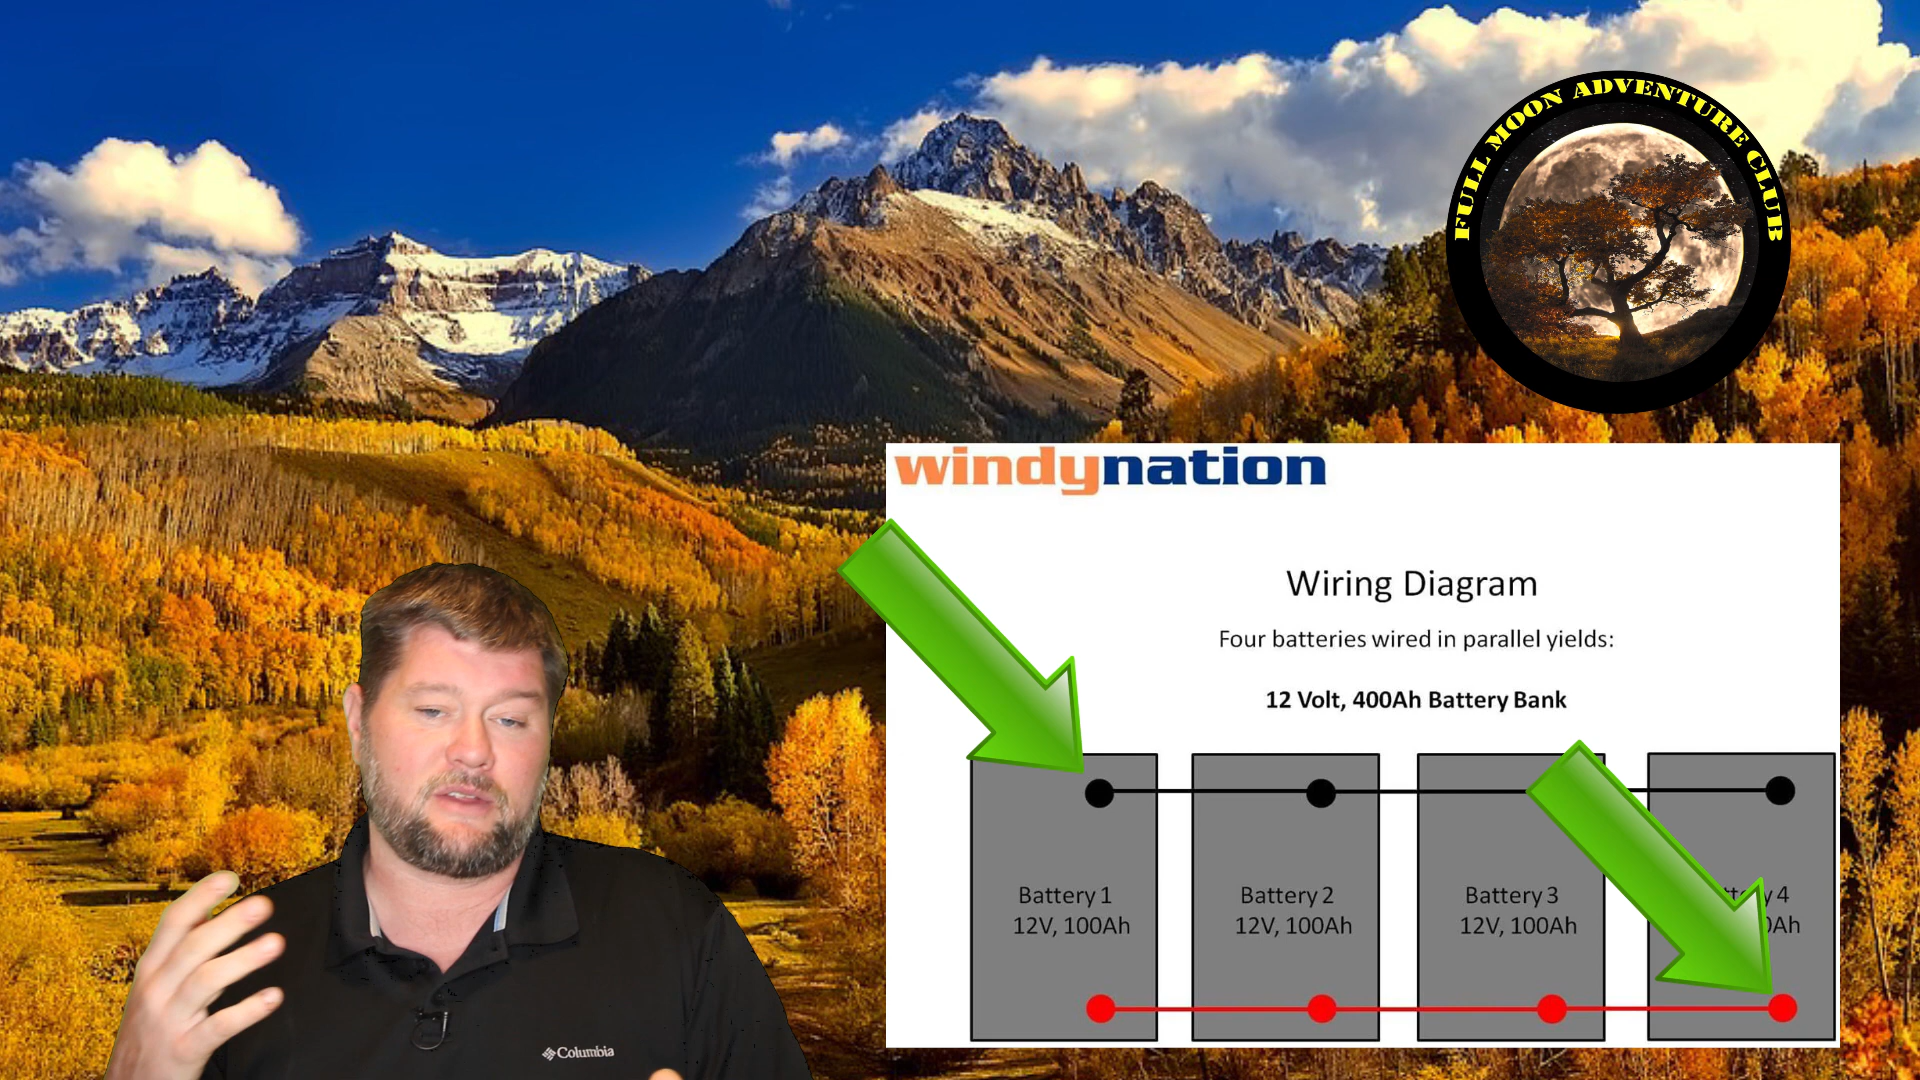 FULL MOON ADVENTURE CLUB
windynation
Wiring Diagram
Four batteries wired in parallel yields:
12 Volt, 400Ah Battery Bank
Battery 1
12V, 100Ah
Battery 2
12V, 100Ah
Battery 3
12V, 100Ah
4
Columbia